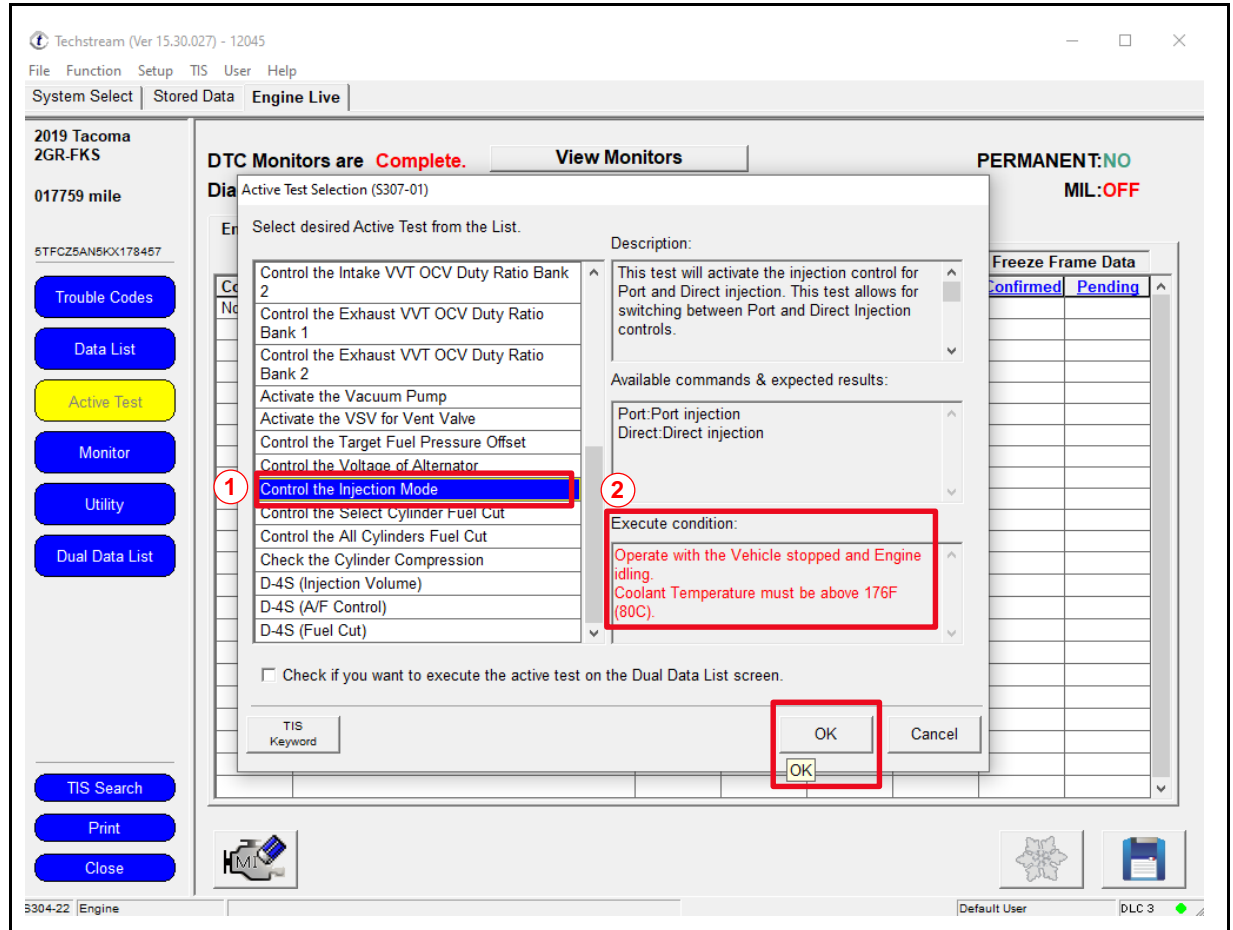 Techstream (Ver 15.30.027) - 12045
File Function Setup TIS User Help
System Select Stored Data Engine Live
2019 Tacoma
2GR-FKS
017759 mile
5TFCZ5AN5KX178457
DTC Monitors are Complete. View Monitors PERMANENT:NO
Dia MIL:OFF
Active Test Selection (S307-01)
Select desired Active Test from the List.
Control the Intake VVT OCV Duty Ratio Bank
2
Control the Exhaust VVT OCV Duty Ratio
Bank 1
Control the Exhaust VVT OCV Duty Ratio
Bank 2
Activate the Vacuum Pump
Activate the VSV for Vent Valve
Control the Target Fuel Pressure Offset
Control the Voltage of Alternator
1
Control the Injection Mode
Control the Select Cylinder Fuel Cut
Control the All Cylinders Fuel Cut
Check the Cylinder Compression
D-4S (Injection Volume)
D-4S (A/F Control)
D-4S (Fuel Cut)
Description:
This test will activate the injection control for
Port and Direct injection. This test allows for
switching between Port and Direct Injection
controls.
Available commands & expected results:
Port:Port injection
Direct:Direct injection
2
Execute condition:
Operate with the Vehicle stopped and Engine
idling.
Coolant Temperature must be above 176F
(80C).
Check if you want to execute the active test on the Dual Data List screen.
TIS
Keyword
OK
Cancel
OK
Freeze Frame Data
Confirmed Pending
Trouble Codes
Data List
Active Test
Monitor
Utility
Dual Data List
TIS Search
Print
Close
MI
S304-22 Engine Default User DLC 3